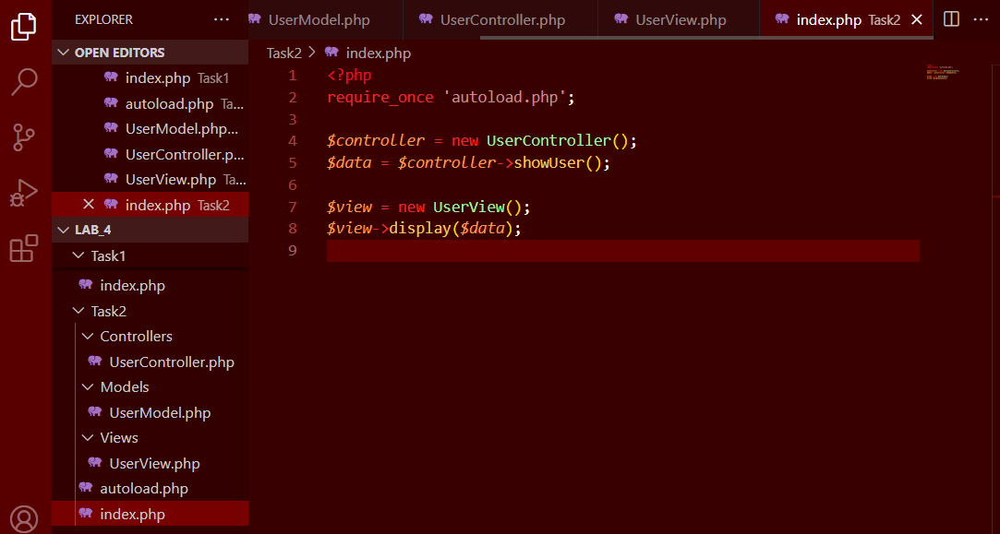 EXPLORER ···
OPEN EDITORS
index.php Task1
autoload.php Ta...
UserModel.php...
UserController.p...
UserView.php Ta...
index.php Task2
LAB_4
Task1
index.php
Task2
Controllers
UserController.php
Models
UserModel.php
Views
UserView.php
autoload.php
index.php
UserModel.php UserController.php UserView.php index.php Task2 ···
Task2 > index.php
1 <?php
2 require_once 'autoload.php';
3
4 $controller = new UserController();
5 $data = $controller->showUser();
6
7 $view = new UserView();
8 $view->display($data);
9